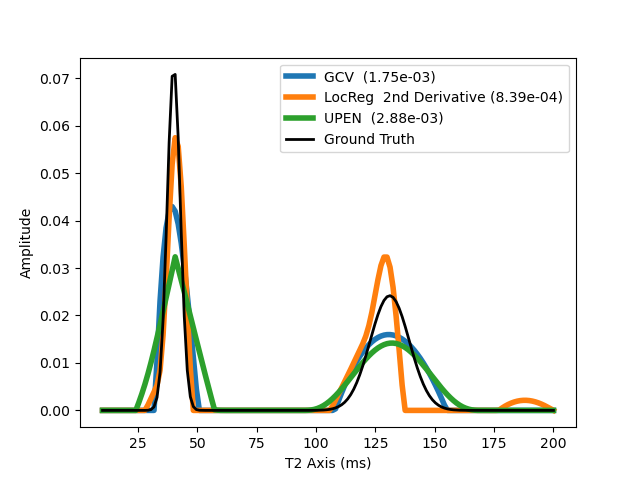 GCV  (1.75e-03)
LocReg  2nd Derivative (8.39e-04)
UPEN  (2.88e-03)
Ground Truth
0.07
0.06
0.05
0.04
0.03
0.02
0.01
0.00
Amplitude
25 50 75 100 125 150 175 200
T2 Axis (ms)